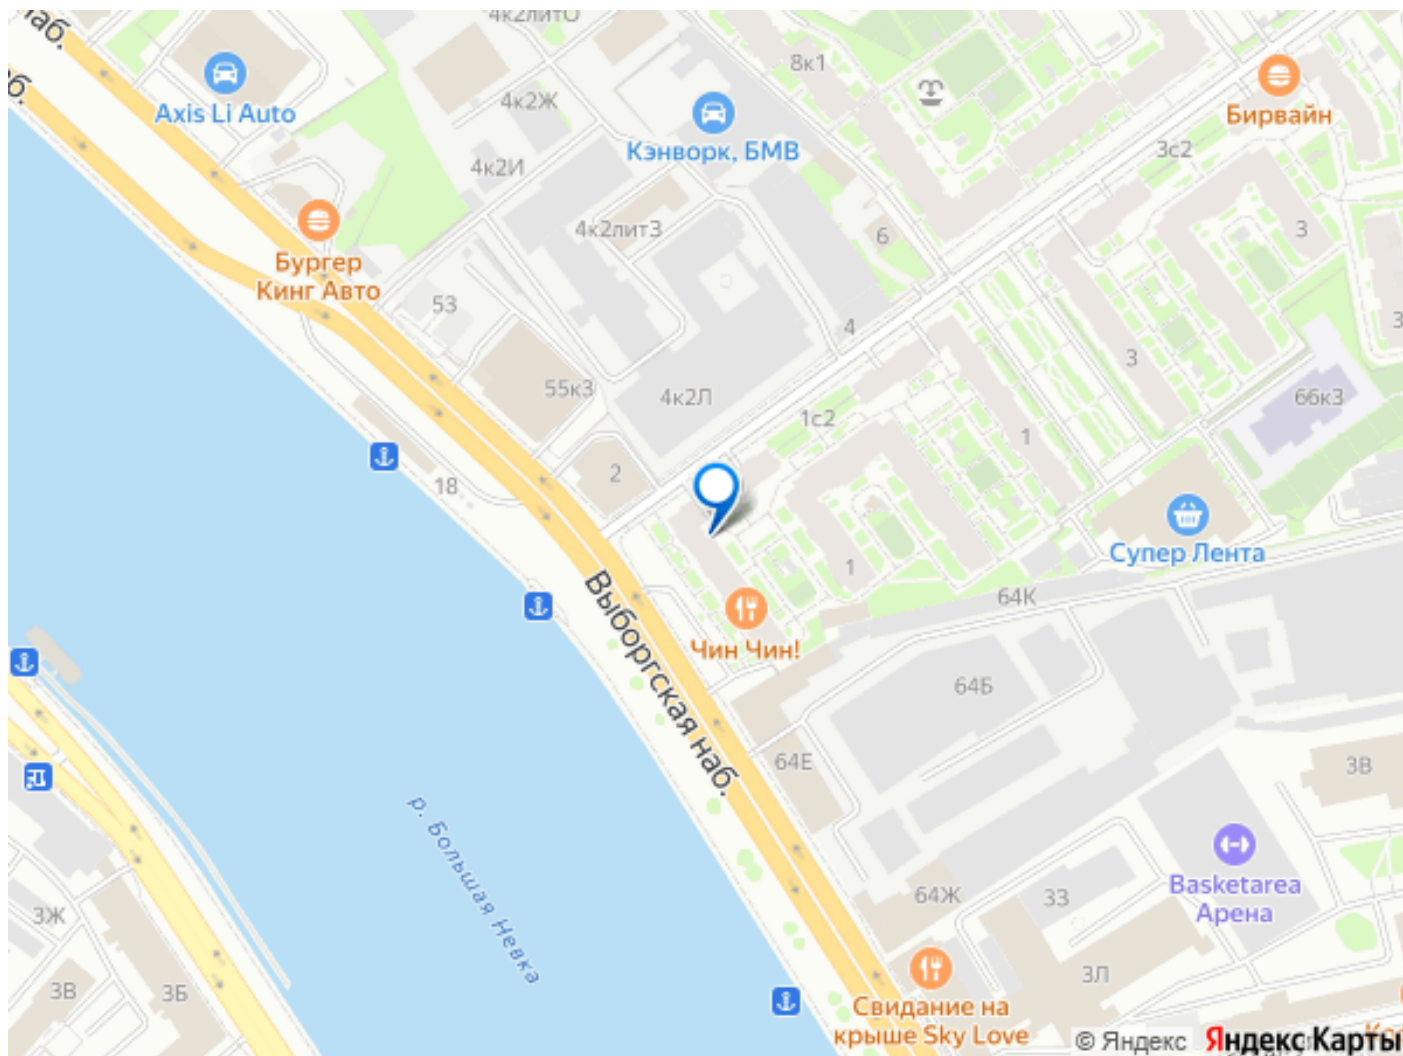 наб.
4к2литО
8к1
Axis Li Auto
4к2Ж
Кэнворк, БМВ
Бирвайн
3с2
4к2И
4к2литЗ
6
3
Бургер
Кинг Авто
53
4
3
55к3
4к2Л
1с2
66к3
1
18
2
Супер Лента
1
64К
Выборгская наб.
Чин Чин!
64Б
64Е
3В
р. Большая Невка
Basketarea
Арена
64Ж
33
3Ж
3Л
3В
3Б
Свидание на
крыше Sky Love
© Яндекс
Яндекс Карты